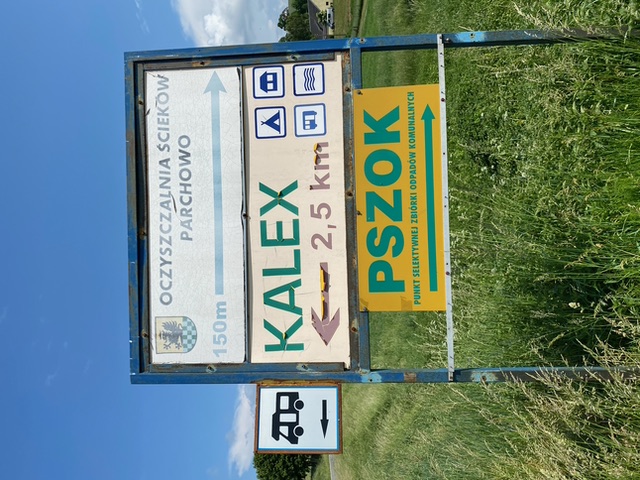 OCZYSZCZALNIA ŚCIEKÓW
PARCHOWO
150m
KALEX
2,5 km
PSZOK
PUNKT SELEKTYWNEJ ZBIÓRKI ODPADÓW KOMUNALNYCH